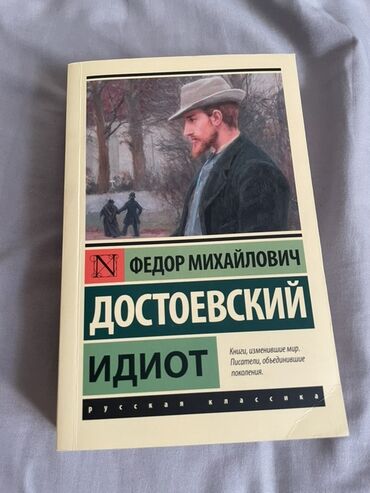 N ФЕДОР МИХАЙЛОВИЧ
ДОСТОЕВСКИЙ
ИДИОТ
Книги, изменившие мир.
Писатели, объединившие
поколения.
русская классика